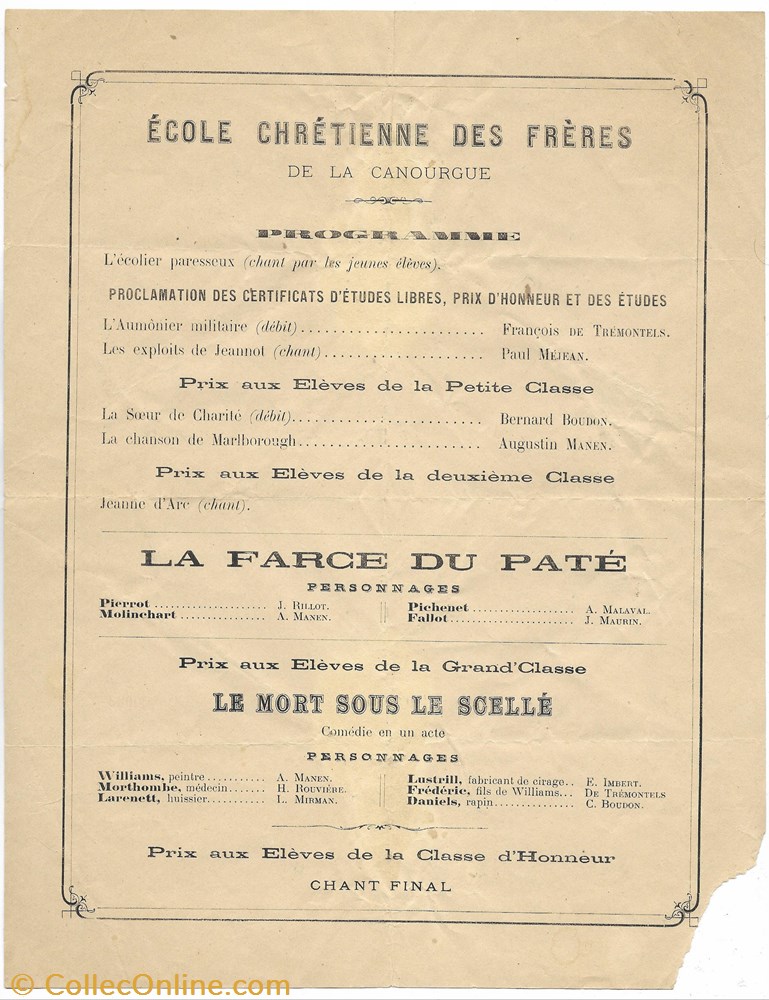 ÉCOLE CHRÉTIENNE DES FRÈRES
DE LA CANOURGUE
PROGRAMME
L'écolier paresseux (chant par les jeunes élèves).
PROCLAMATION DES CERTIFICATS D'ÉTUDES LIBRES, PRIX D'HONNEUR ET DES ÉTUDES
L'Aumônier militaire (débit)........................ François DE TRÉMONTELS.
Les exploits de Jeannot (chant)..................... Paul MÉJEAN.
Prix aux Elèves de la Petite Classe
La Sœur de Charité (débit)......................... Bernard BOUDON.
La chanson de Marlborough........................ Augustin MANEN.
Prix aux Elèves de la deuxième Classe
Jeanne d'Arc (chant).
LA FARCE DU PATÉ
PERSONNAGES
Pierrot .................... J. RILLOT.
Molinchart ................ A. MANEN.
Pichenet .................. A. MALAVAL.
Fallot ...................... J. MAURIN.
Prix aux Elèves de la Grand'Classe
LE MORT SOUS LE SCELLÉ
Comédie en un acte
PERSONNAGES
Williams, peintre........... A. MANEN.
Morthombe, médecin....... H. ROUVIÈRE.
Larenett, huissier........... L. MIRMAN.
Lustrill, fabricant de cirage.. E. IMBERT.
Frédéric, fils de Williams... DE TRÉMONTELS
Daniels, rapin............... C. BOUDON.
Prix aux Elèves de la Classe d'Honneur
CHANT FINAL
© CollecOnline.com